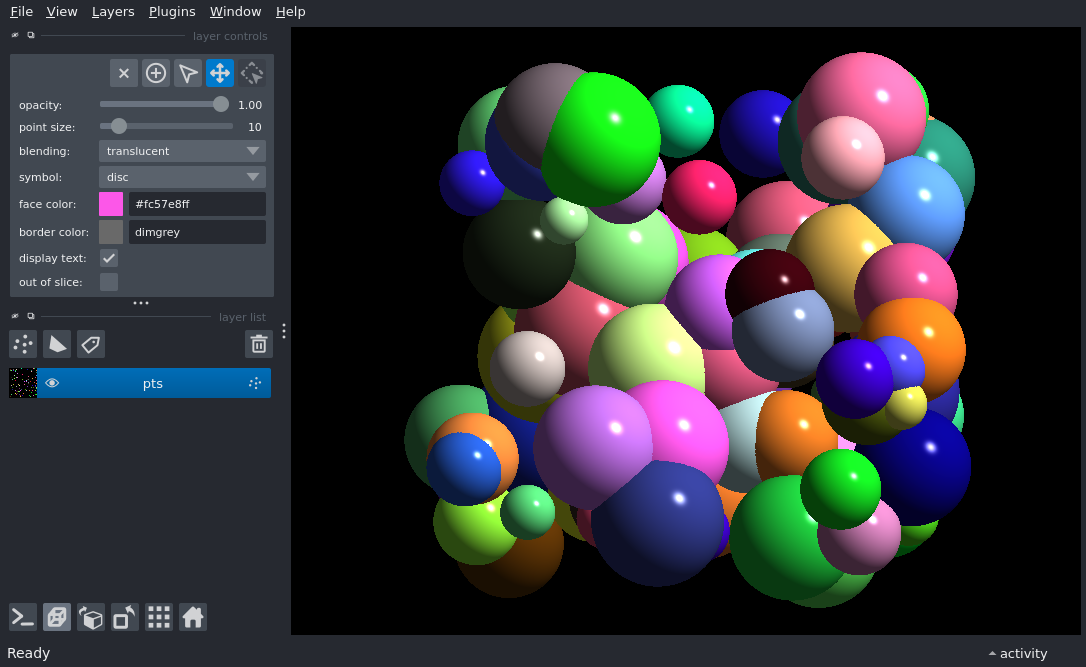 File View Layers Plugins Window Help
layer controls
opacity: 1.00
point size: 10
blending: translucent
symbol: disc
face color: #fc57e8ff
border color: dimgrey
display text:
out of slice:
layer list
pts
Ready activity